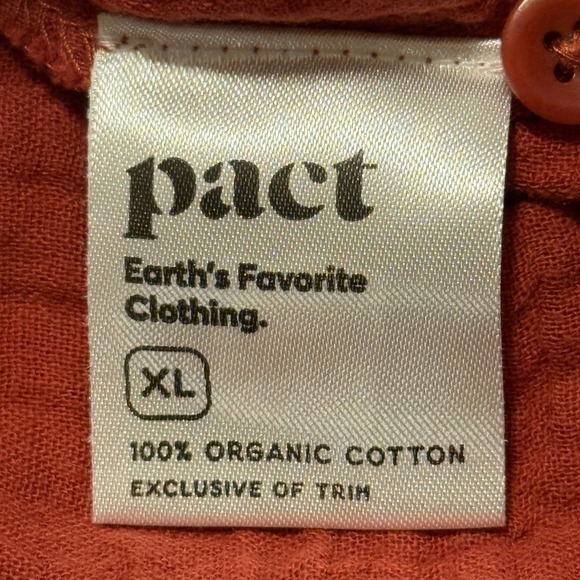 pact
Earth's Favorite
Clothing.
XL
100% ORGANIC COTTON
EXCLUSIVE OF TRIM